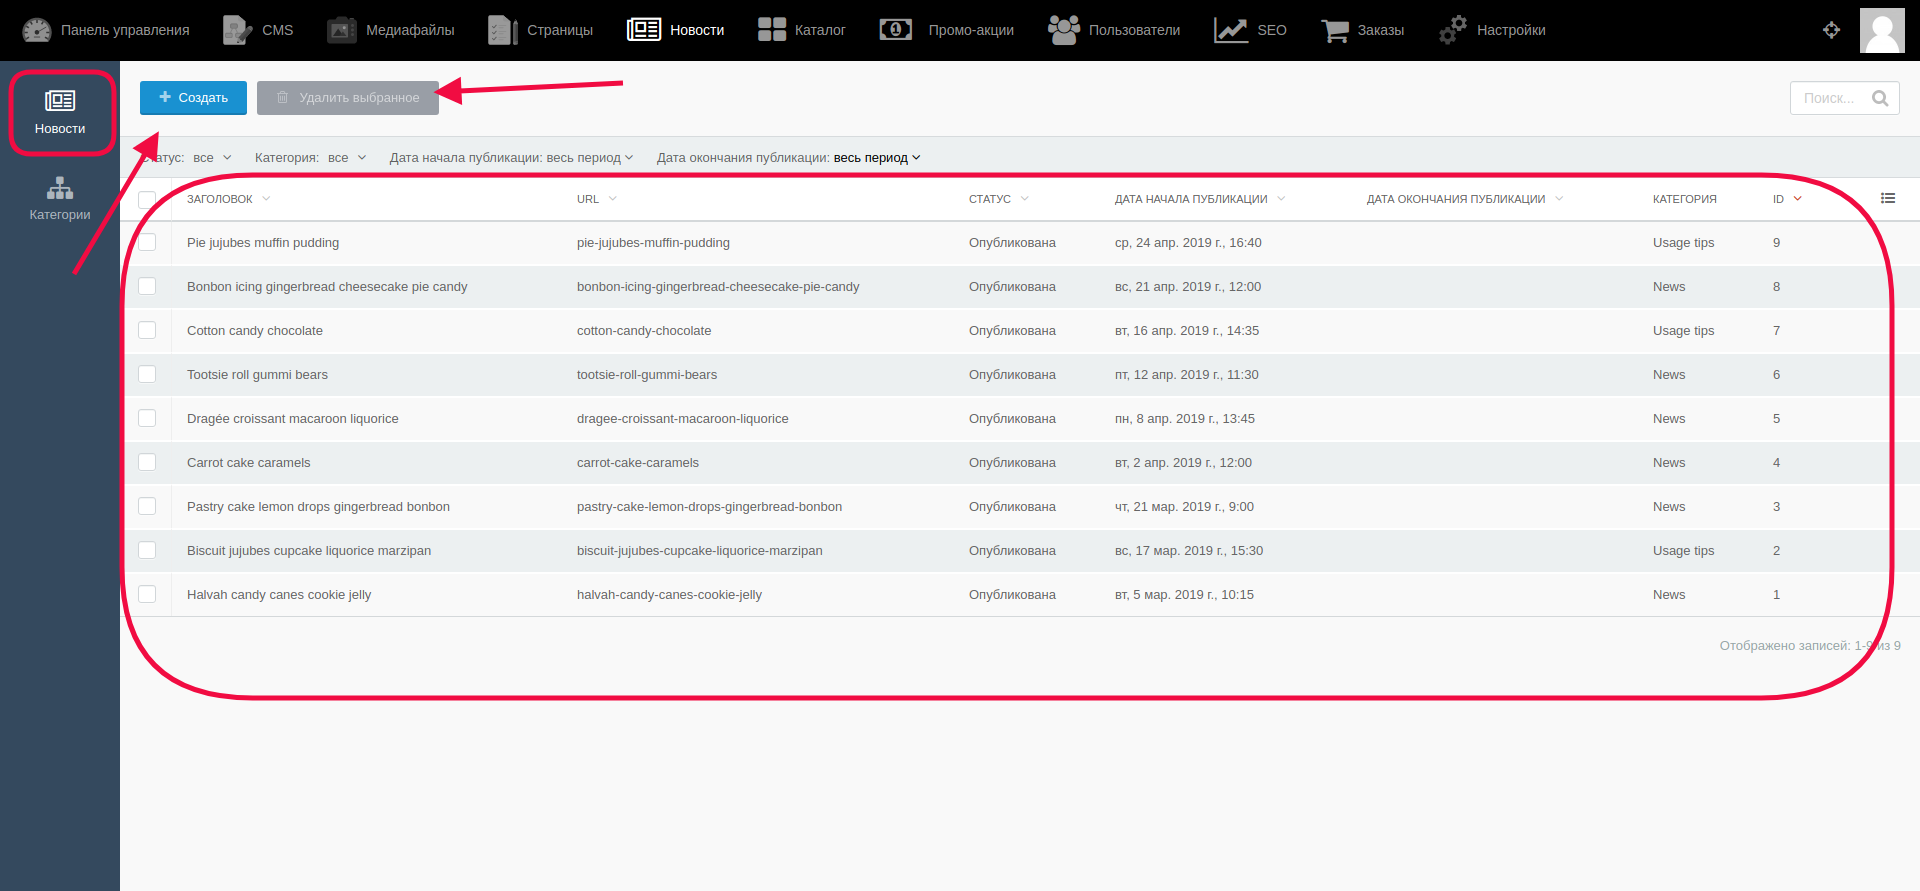 Панель управления CMS Медиафайлы Страницы Новости Каталог Промо-акции Пользователи SEO Заказы Настройки
Новости
Категории
Создать Удалить выбранное Поиск...
Статус: все Категория: все Дата начала публикации: весь период Дата окончания публикации: весь период
ЗАГОЛОВОК URL СТАТУС ДАТА НАЧАЛА ПУБЛИКАЦИИ ДАТА ОКОНЧАНИЯ ПУБЛИКАЦИИ КАТЕГОРИЯ ID
Pie jujubes muffin pudding pie-jujubes-muffin-pudding Опубликована ср, 24 апр. 2019 г., 16:40 Usage tips 9
Bonbon icing gingerbread cheesecake pie candy bonbon-icing-gingerbread-cheesecake-pie-candy Опубликована вс, 21 апр. 2019 г., 12:00 News 8
Cotton candy chocolate cotton-candy-chocolate Опубликована вт, 16 апр. 2019 г., 14:35 Usage tips 7
Tootsie roll gummi bears tootsie-roll-gummi-bears Опубликована пт, 12 апр. 2019 г., 11:30 News 6
Dragée croissant macaroon liquorice dragee-croissant-macaroon-liquorice Опубликована пн, 8 апр. 2019 г., 13:45 News 5
Carrot cake caramels carrot-cake-caramels Опубликована вт, 2 апр. 2019 г., 12:00 News 4
Pastry cake lemon drops gingerbread bonbon pastry-cake-lemon-drops-gingerbread-bonbon Опубликована чт, 21 мар. 2019 г., 9:00 News 3
Biscuit jujubes cupcake liquorice marzipan biscuit-jujubes-cupcake-liquorice-marzipan Опубликована вс, 17 мар. 2019 г., 15:30 Usage tips 2
Halvah candy canes cookie jelly halvah-candy-canes-cookie-jelly Опубликована вт, 5 мар. 2019 г., 10:15 News 1
Отображено записей: 1-9 из 9